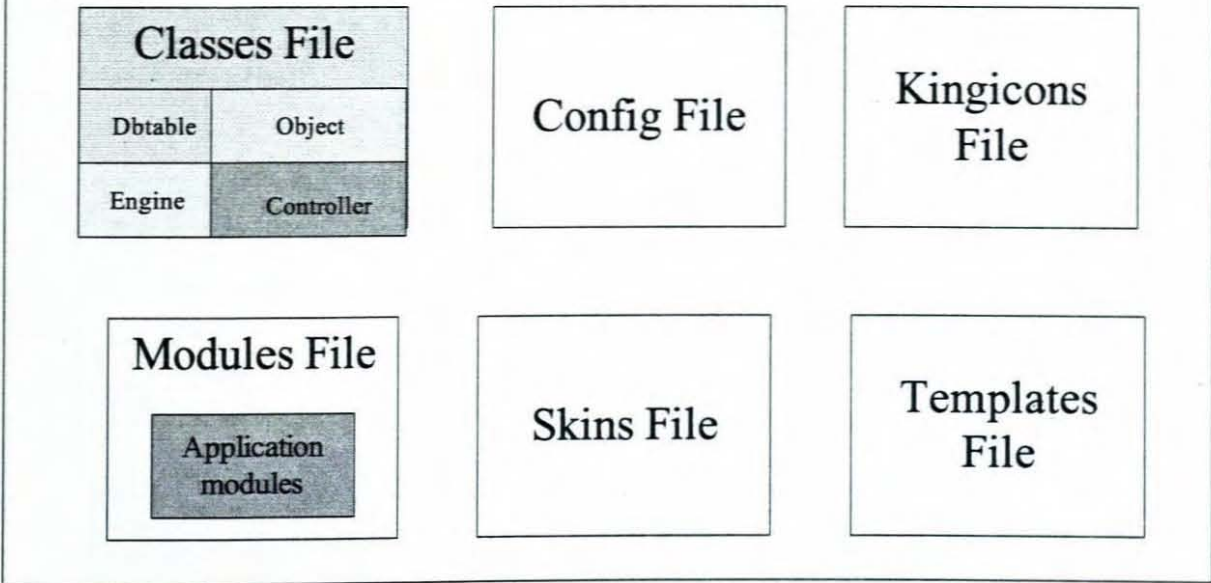 Classes File
Dbtable
Object
Engine
Controller
Config File
Kingicons
File
Modules File
Application
modules
Skins File
Templates
File